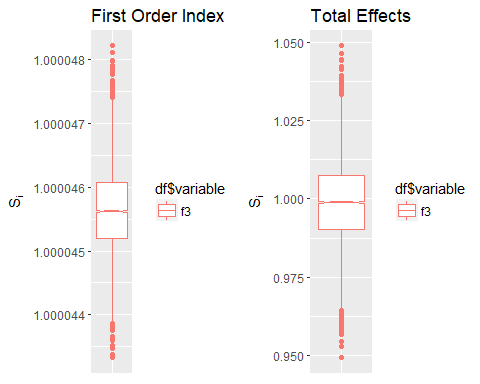 First Order Index
1.000048
1.000047
1.000046
1.000045
1.000044
Si
df$variable
f3
Total Effects
1.050
1.025
1.000
0.975
0.950
Si
df$variable
f3